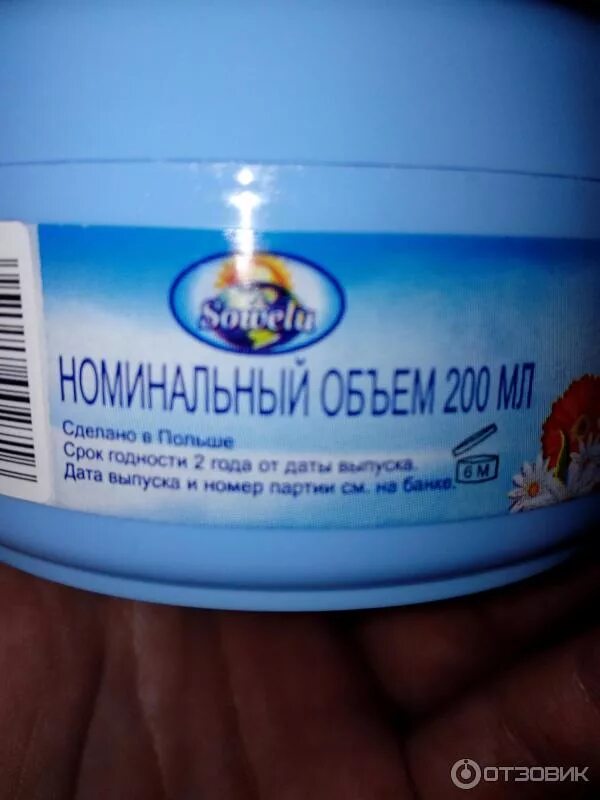 Sowelu
НОМИНАЛЬНЫЙ ОБЪЕМ 200 МЛ
Сделано в Польше
Срок годности 2 года от даты выпуска.
Дата выпуска и номер партии см. на банке.
6 М
ОТЗОВИК